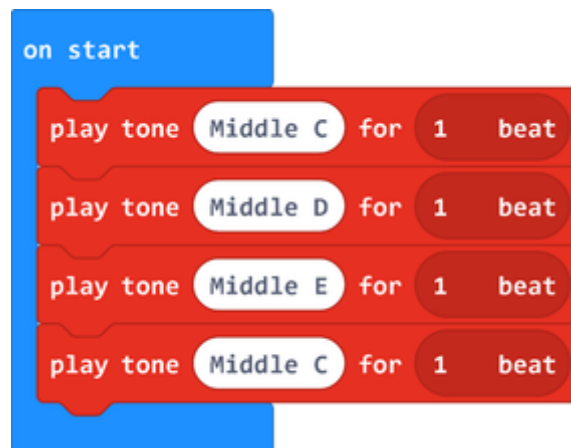 on start
play tone Middle C for 1 beat
play tone Middle D for 1 beat
play tone Middle E for 1 beat
play tone Middle C for 1 beat